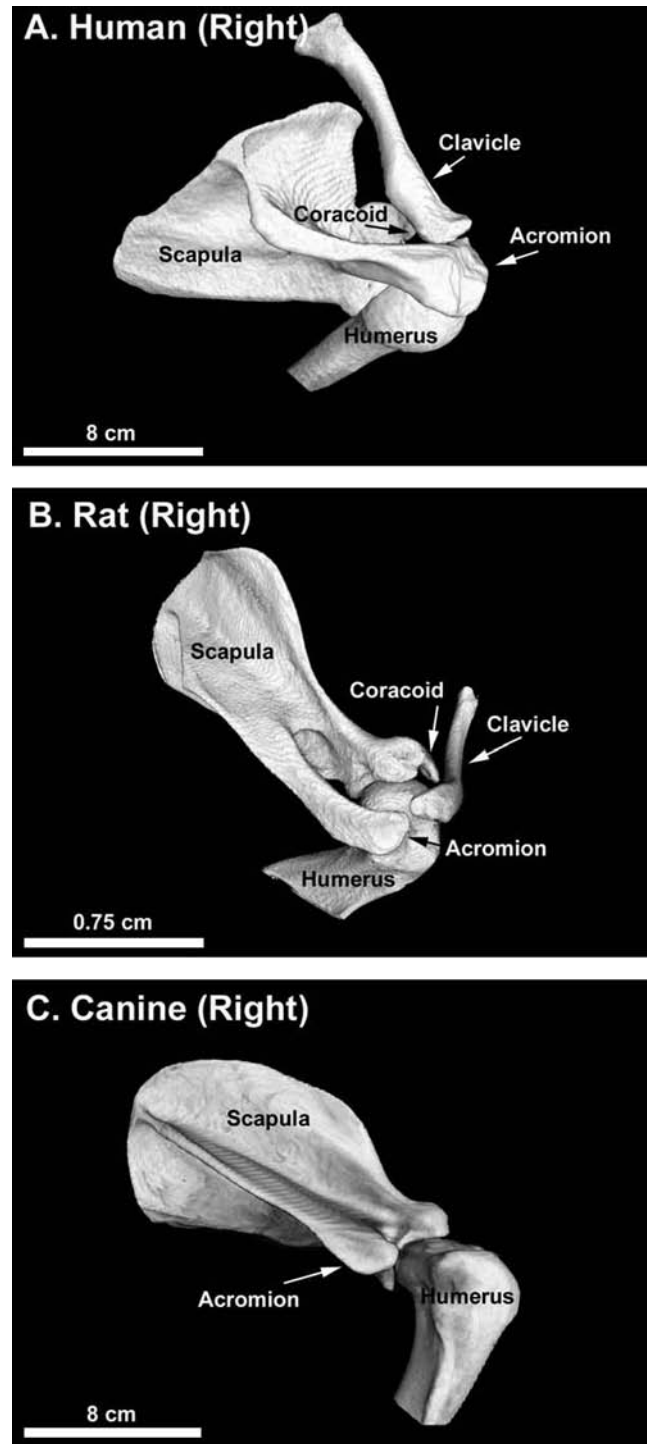 A. Human (Right)
Clavicle
Coracoid
Acromion
Scapula
Humerus
8 cm
B. Rat (Right)
Scapula
Coracoid
Clavicle
Acromion
Humerus
0.75 cm
C. Canine (Right)
Scapula
Acromion
Humerus
8 cm